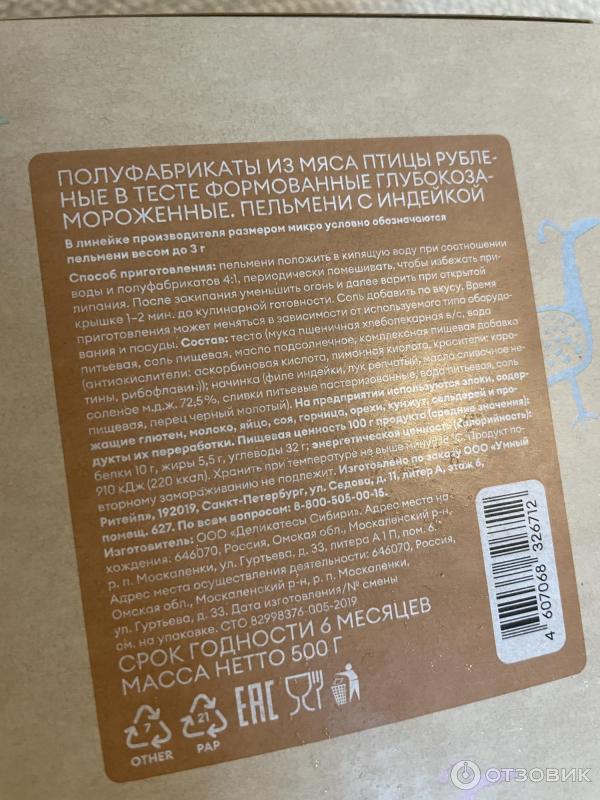 ПОЛУФАБРИКАТЫ ИЗ МЯСА ПТИЦЫ РУБЛЕ-
НЫЕ В ТЕСТЕ ФОРМОВАННЫЕ ГЛУБОКОЗА-
МОРОЖЕННЫЕ. ПЕЛЬМЕНИ С ИНДЕЙКОЙ
В линейке производителя размером микро условно обозначаются
пельмени весом до 3 г
Способ приготовления: пельмени положить в кипящую воду при соотношении
воды и полуфабрикатов 4:1, периодически помешивать, чтобы избежать при-
липания. После закипания уменьшить огонь и далее варить при открытой
крышке 1-2 мин. до кулинарной готовности. Соль добавить по вкусу. Время
приготовления может меняться в зависимости от используемого типа оборудо-
вания и посуды. Состав: тесто (мука пшеничная хлебопекарная в/с, вода
питьевая, соль пищевая, масло подсолнечное, комплексная пищевая добавка
(антиокислители: аскорбиновая кислота, лимонная кислота, красители: каро-
тины, рибофлавин;)); начинка (филе индейки, лук репчатый, масло сливочное не-
соленое м.д.ж. 72,5%, сливки питьевые пастеризованные, вода питьевая, соль
пищевая, перец черный молотый). На предприятии используются злаки, содер-
жащие глютен, молоко, яйцо, соя, горчица, орехи, кунжут, сельдерей и про-
дукты их переработки. Пищевая ценность 100 г продукта (средние значения):
белки 10 г, жиры 5,5 г, углеводы 32 г; энергетическая ценность (калорийность):
910 кДж (220 ккал). Хранить при температуре не выше минус 18 °С. Продукт по-
вторному замораживанию не подлежит. Изготовлено по заказу ООО «Умный
Ритейл», 192019, Санкт-Петербург, ул. Седова, д. 11, литер А, этаж 6,
помещ. 627. По всем вопросам: 8-800-505-00-15.
Изготовитель: ООО «Деликатесы Сибири». Адрес места на-
хождения: 646070, Россия, Омская обл., Москаленский р-н,
р. п. Москаленки, ул. Гуртьева, д. 33, литера А 1 П, пом. 6.
Адрес места осуществления деятельности: 646070, Россия,
Омская обл., Москаленский р-н, р. п. Москаленки,
ул. Гуртьева, д. 33. Дата изготовления/№ смены
см. на упаковке. СТО 82998376-005-2019
СРОК ГОДНОСТИ 6 МЕСЯЦЕВ
МАССА НЕТТО 500 Г
4 607068 326712
7
OTHER
21
PAP
EAC
ОТЗОВИК